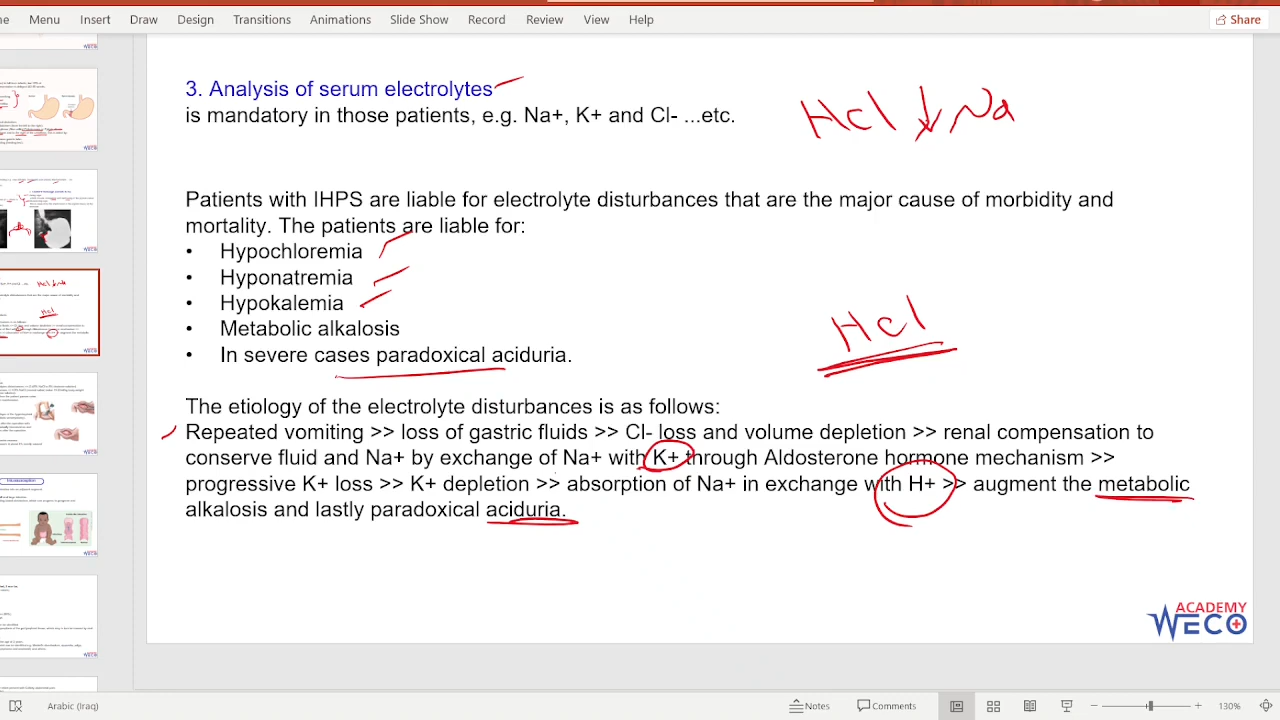 Menu Insert Draw Design Transitions Animations Slide Show Record Review View Help Share
3. Analysis of serum electrolytes
is mandatory in those patients, e.g. Na+, K+ and Cl- ...etc.
Hcl ↓ Na
Patients with IHPS are liable for electrolyte disturbances that are the major cause of morbidity and
mortality. The patients are liable for:
• Hypochloremia
• Hyponatremia
• Hypokalemia
• Metabolic alkalosis
• In severe cases paradoxical aciduria.
Hcl
The etiology of the electrolyte disturbances is as follows:
Repeated vomiting >> loss of gastric fluids >> Cl- loss and volume depletion >> renal compensation to
conserve fluid and Na+ by exchange of Na+ with K+ through Aldosterone hormone mechanism >>
progressive K+ loss >> K+ depletion >> absorption of Na+ in exchange with H+ >> augment the metabolic
alkalosis and lastly paradoxical aciduria.
ACADEMY
WECO
Arabic (Iraq) Notes Comments 130%